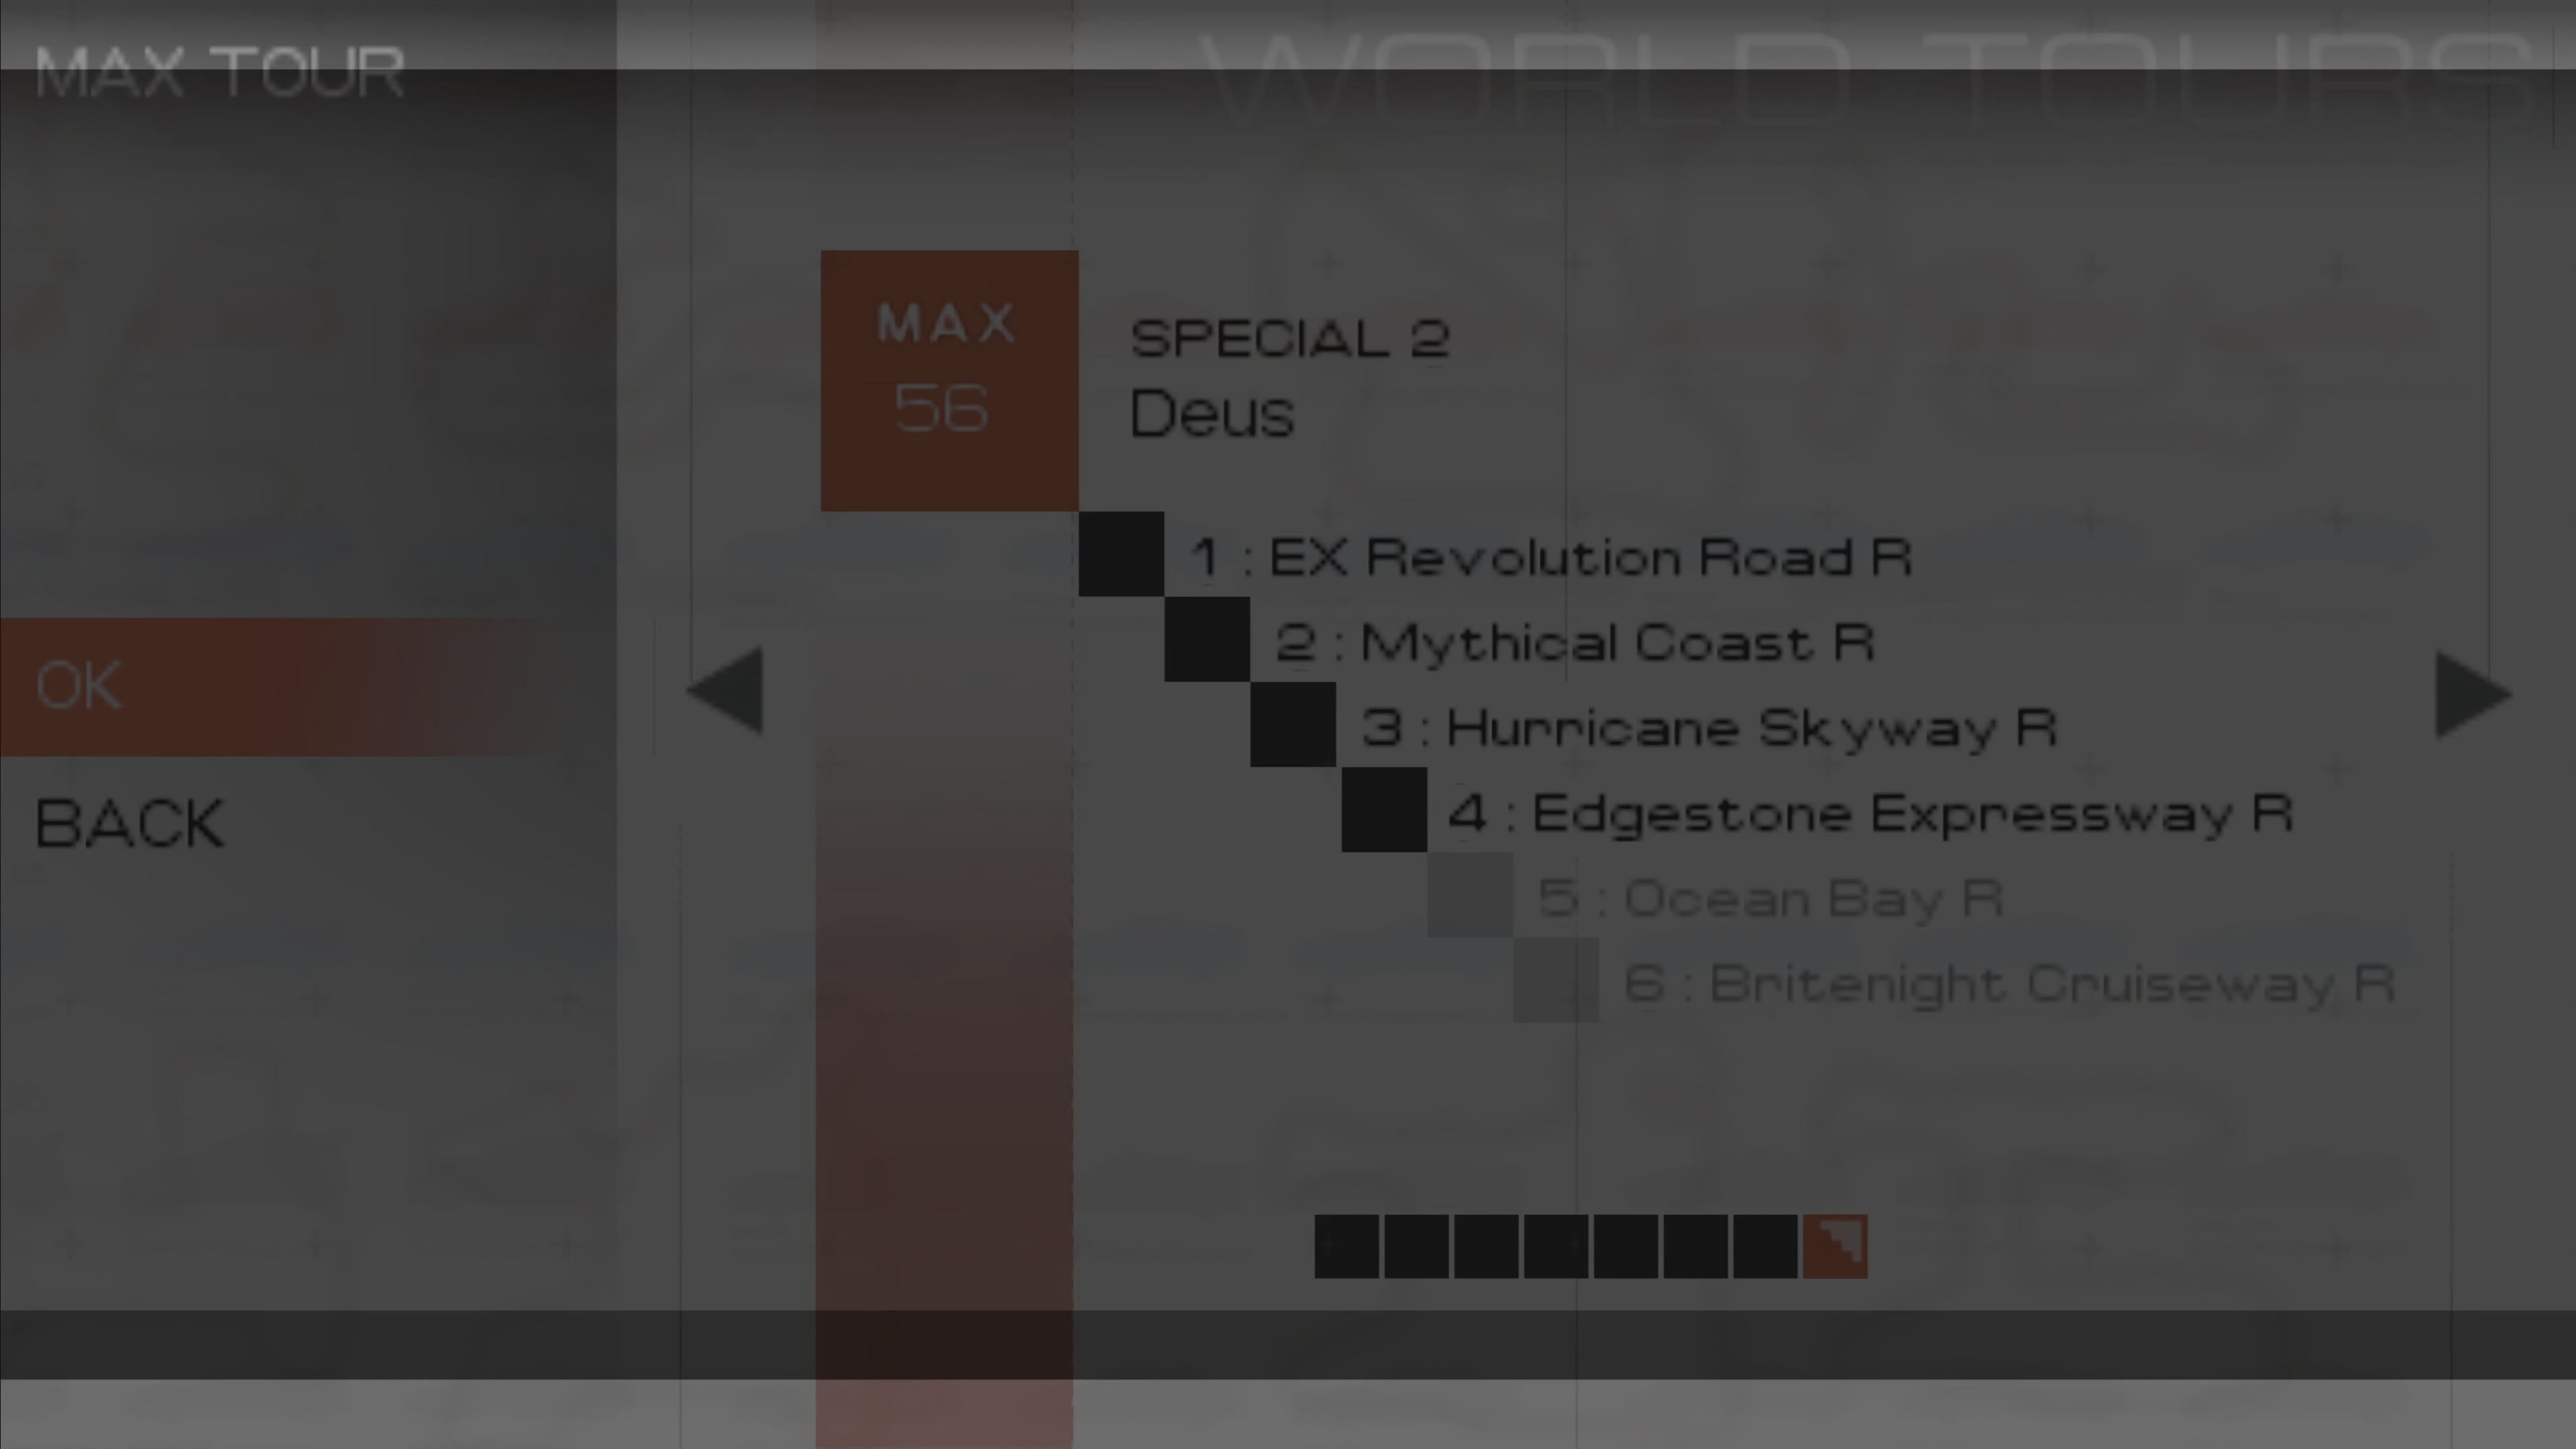 MAX TOUR
WORLD TOURS
MAX
56
SPECIAL 2
Deus
1 : EX Revolution Road R
2 : Mythical Coast R
3 : Hurricane Skyway R
4 : Edgestone Expressway R
5 : Ocean Bay R
6 : Britenight Cruiseway R
OK
BACK